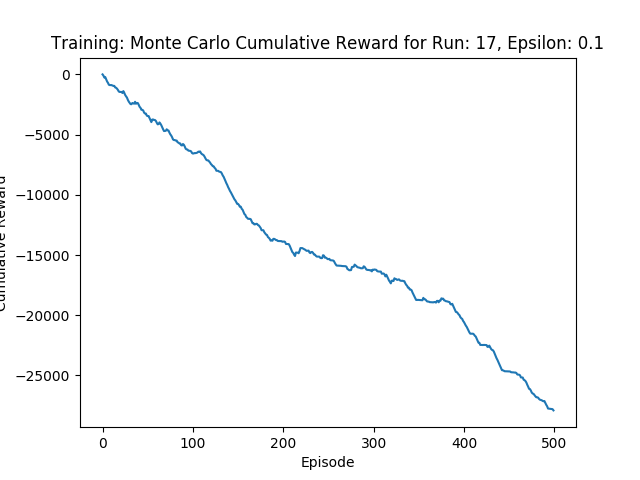 Training: Monte Carlo Cumulative Reward for Run: 17, Epsilon: 0.1
Cumulative Reward
0
−5000
−10000
−15000
−20000
−25000
0 100 200 300 400 500
Episode